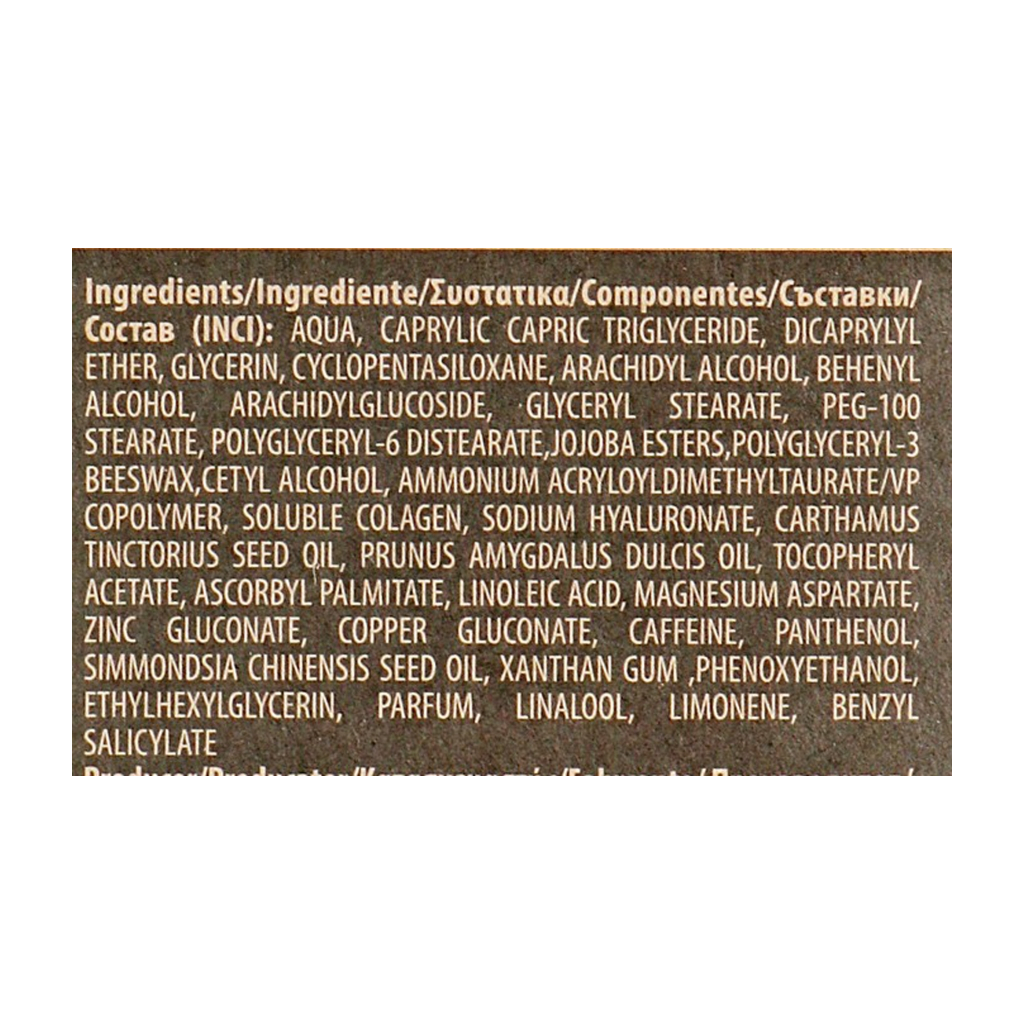 Ingredients/Ingrediente/Συστατικα/Componentes/Съставки/
Состав (INCI): AQUA, CAPRYLIC CAPRIC TRIGLYCERIDE, DICAPRYLYL
ETHER, GLYCERIN, CYCLOPENTASILOXANE, ARACHIDYL ALCOHOL, BEHENYL
ALCOHOL, ARACHIDYLGLUCOSIDE, GLYCERYL STEARATE, PEG-100
STEARATE, POLYGLYCERYL-6 DISTEARATE,JOJOBA ESTERS,POLYGLYCERYL-3
BEESWAX,CETYL ALCOHOL, AMMONIUM ACRYLOYLDIMETHYLTAURATE/VP
COPOLYMER, SOLUBLE COLAGEN, SODIUM HYALURONATE, CARTHAMUS
TINCTORIUS SEED OIL, PRUNUS AMYGDALUS DULCIS OIL, TOCOPHERYL
ACETATE, ASCORBYL PALMITATE, LINOLEIC ACID, MAGNESIUM ASPARTATE,
ZINC GLUCONATE, COPPER GLUCONATE, CAFFEINE, PANTHENOL,
SIMMONDSIA CHINENSIS SEED OIL, XANTHAN GUM ,PHENOXYETHANOL,
ETHYLHEXYLGLYCERIN, PARFUM, LINALOOL, LIMONENE, BENZYL
SALICYLATE